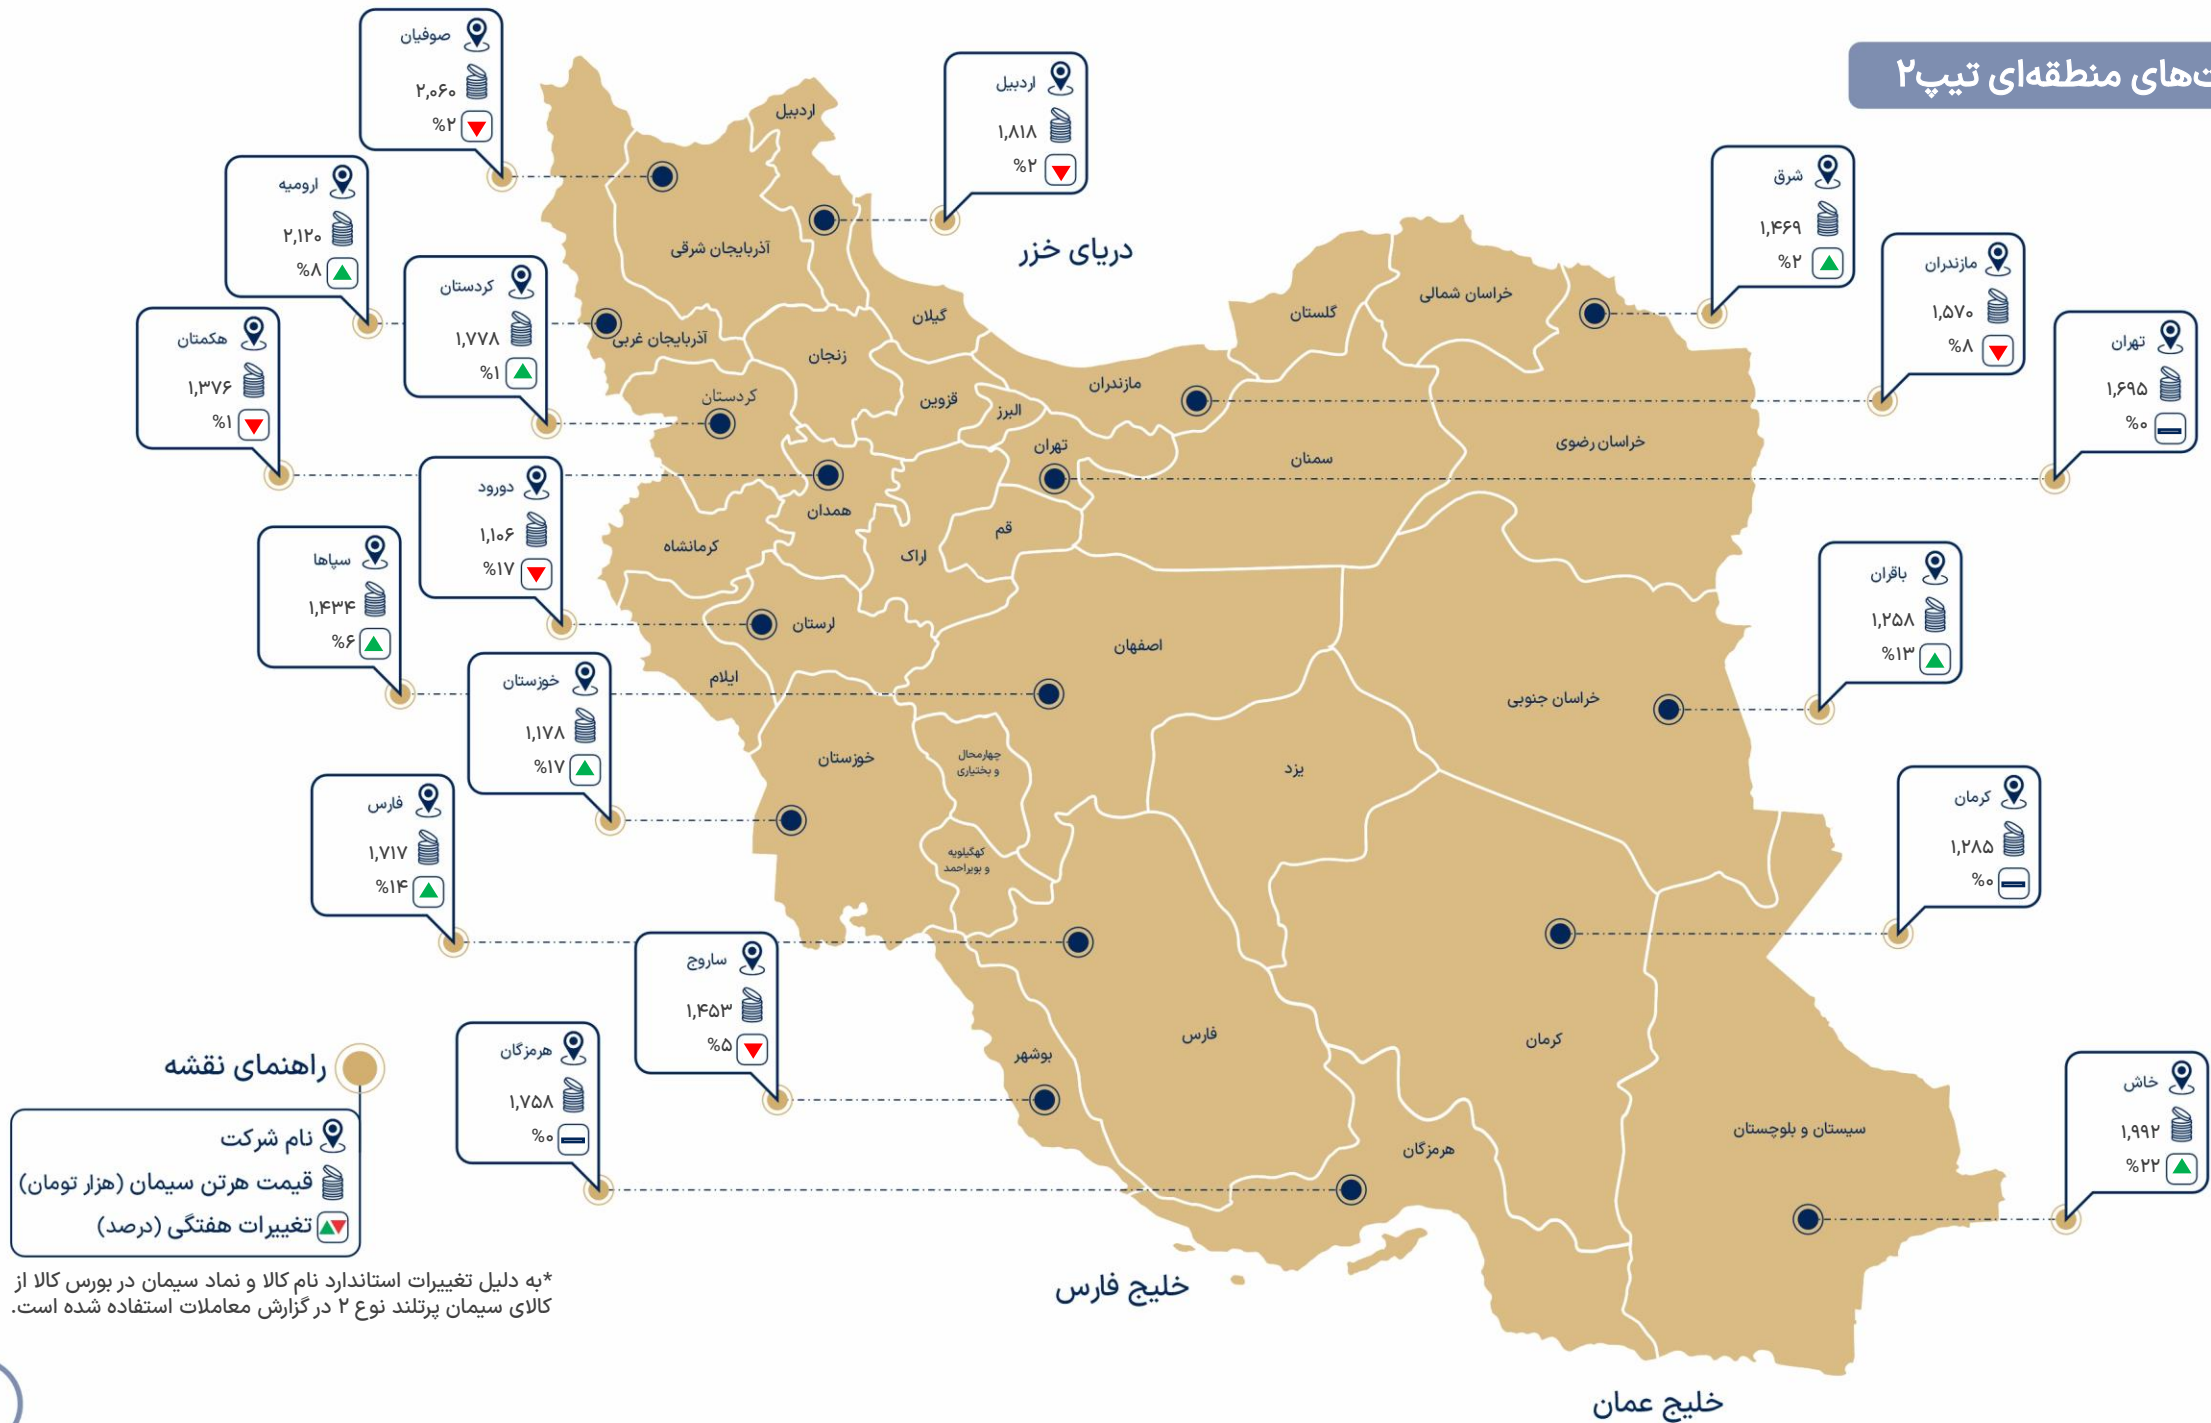 ت‌های منطقه‌ای تیپ۲
صوفیان
۲,۰۶۰
%۲
اردبیل
۱,۸۱۸
%۲
شرق
۱,۴۶۹
%۲
ارومیه
۲,۱۲۰
%۸
مازندران
۱,۵۷۰
%۸
کردستان
۱,۷۷۸
%۱
تهران
۱,۶۹۵
%۰
هکمتان
۱,۳۷۶
%۱
دورود
۱,۱۰۶
%۱۷
سپاها
۱,۴۳۴
%۶
باقران
۱,۲۵۸
%۱۳
خوزستان
۱,۱۷۸
%۱۷
فارس
۱,۷۱۷
%۱۴
کرمان
۱,۲۸۵
%۰
ساروج
۱,۴۵۳
%۵
هرمزگان
۱,۷۵۸
%۰
خاش
۱,۹۹۲
%۲۲
اردبیل
آذربایجان شرقی
دریای خزر
خراسان شمالی
گلستان
گیلان
آذربایجان غربی
زنجان
مازندران
کردستان
قزوین
البرز
تهران
خراسان رضوی
سمنان
همدان
قم
کرمانشاه
اراک
لرستان
اصفهان
ایلام
خراسان جنوبی
خوزستان
چهارمحال
و بختیاری
یزد
کهگیلویه
و بویراحمد
فارس
کرمان
بوشهر
سیستان و بلوچستان
هرمزگان
خلیج فارس
خلیج عمان
راهنمای نقشه
نام شرکت
قیمت هرتن سیمان (هزار تومان)
تغییرات هفتگی (درصد)
*به دلیل تغییرات استاندارد نام کالا و نماد سیمان در بورس کالا از
کالای سیمان پرتلند نوع ۲ در گزارش معاملات استفاده شده است.